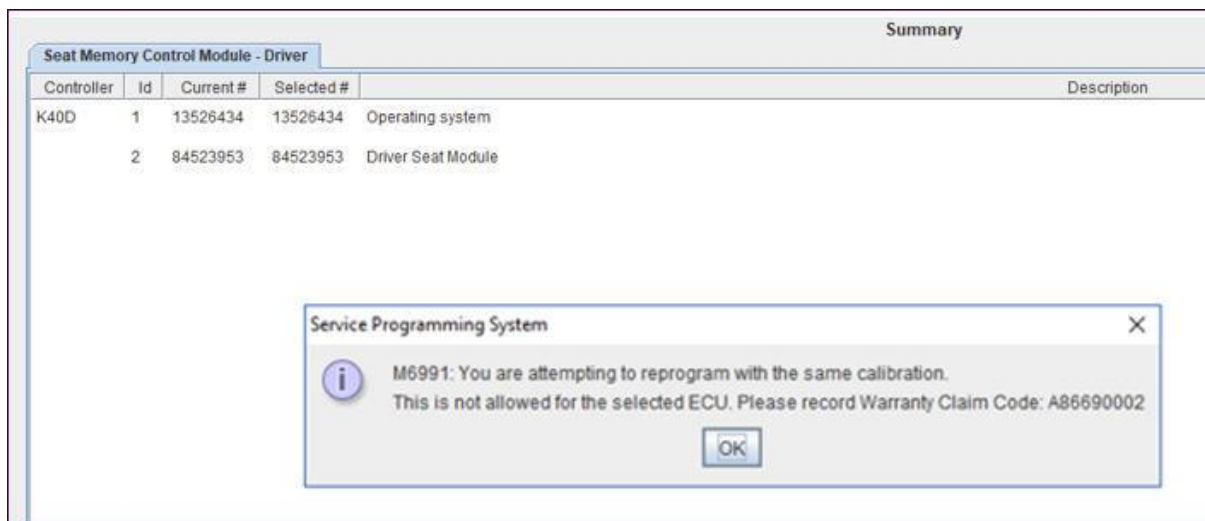 Summary
Seat Memory Control Module - Driver
Controller Id Current # Selected # Description
K40D 1 13526434 13526434 Operating system
2 84523953 84523953 Driver Seat Module
Service Programming System
M6991: You are attempting to reprogram with the same calibration.
This is not allowed for the selected ECU. Please record Warranty Claim Code: A86690002
OK